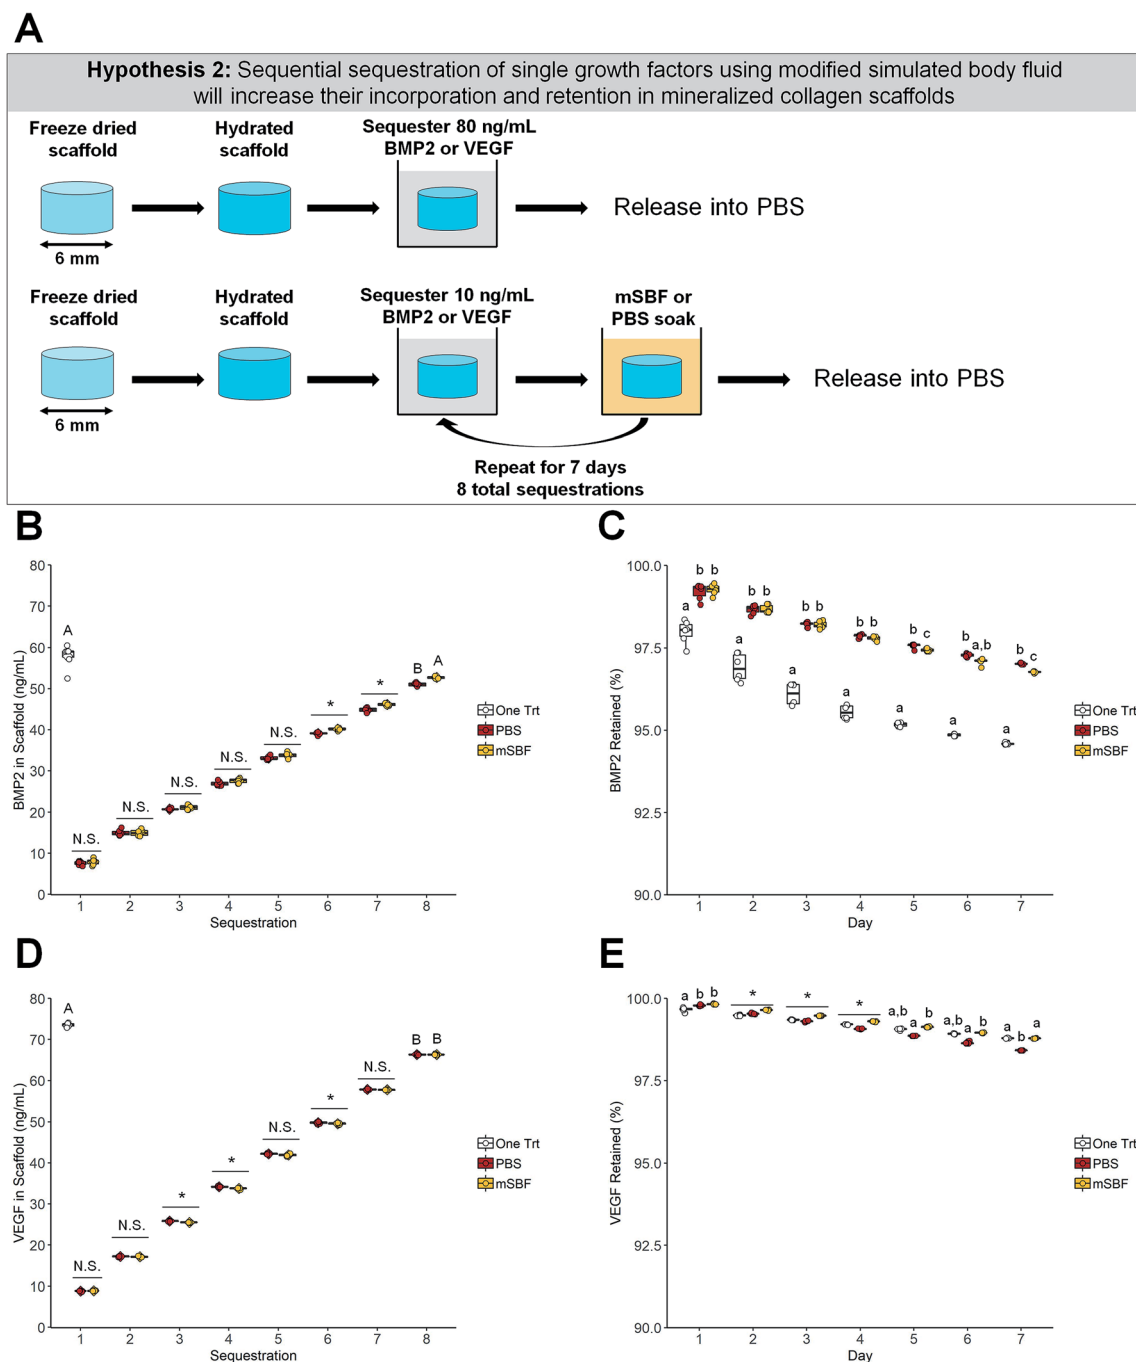 A
Hypothesis 2: Sequential sequestration of single growth factors using modified simulated body fluid
will increase their incorporation and retention in mineralized collagen scaffolds
Freeze dried
scaffold
Hydrated
scaffold
Sequester 80 ng/mL
BMP2 or VEGF
Release into PBS
6 mm
Freeze dried
scaffold
Hydrated
scaffold
Sequester 10 ng/mL
BMP2 or VEGF
mSBF or
PBS soak
Release into PBS
6 mm
Repeat for 7 days
8 total sequestrations
B
BMP2 in Scaffold (ng/mL)
80
70
60
50
40
30
20
10
0
A
N.S.
N.S.
N.S.
N.S.
N.S.
*
*
B
A
1 2 3 4 5 6 7 8
Sequestration
One Trt
PBS
mSBF
C
BMP2 Retained (%)
100.0
97.5
95.0
92.5
90.0
a b b
a b b
a b b
a b b
a b c
a b a,b
a b c
1 2 3 4 5 6 7
Day
One Trt
PBS
mSBF
D
VEGF in Scaffold (ng/mL)
80
70
60
50
40
30
20
10
0
A
N.S.
N.S.
*
*
N.S.
*
N.S.
B B
1 2 3 4 5 6 7 8
Sequestration
One Trt
PBS
mSBF
E
VEGF Retained (%)
100.0
97.5
95.0
92.5
90.0
a b b
*
*
*
a,b a b
a,b a b
a b a
1 2 3 4 5 6 7
Day
One Trt
PBS
mSBF